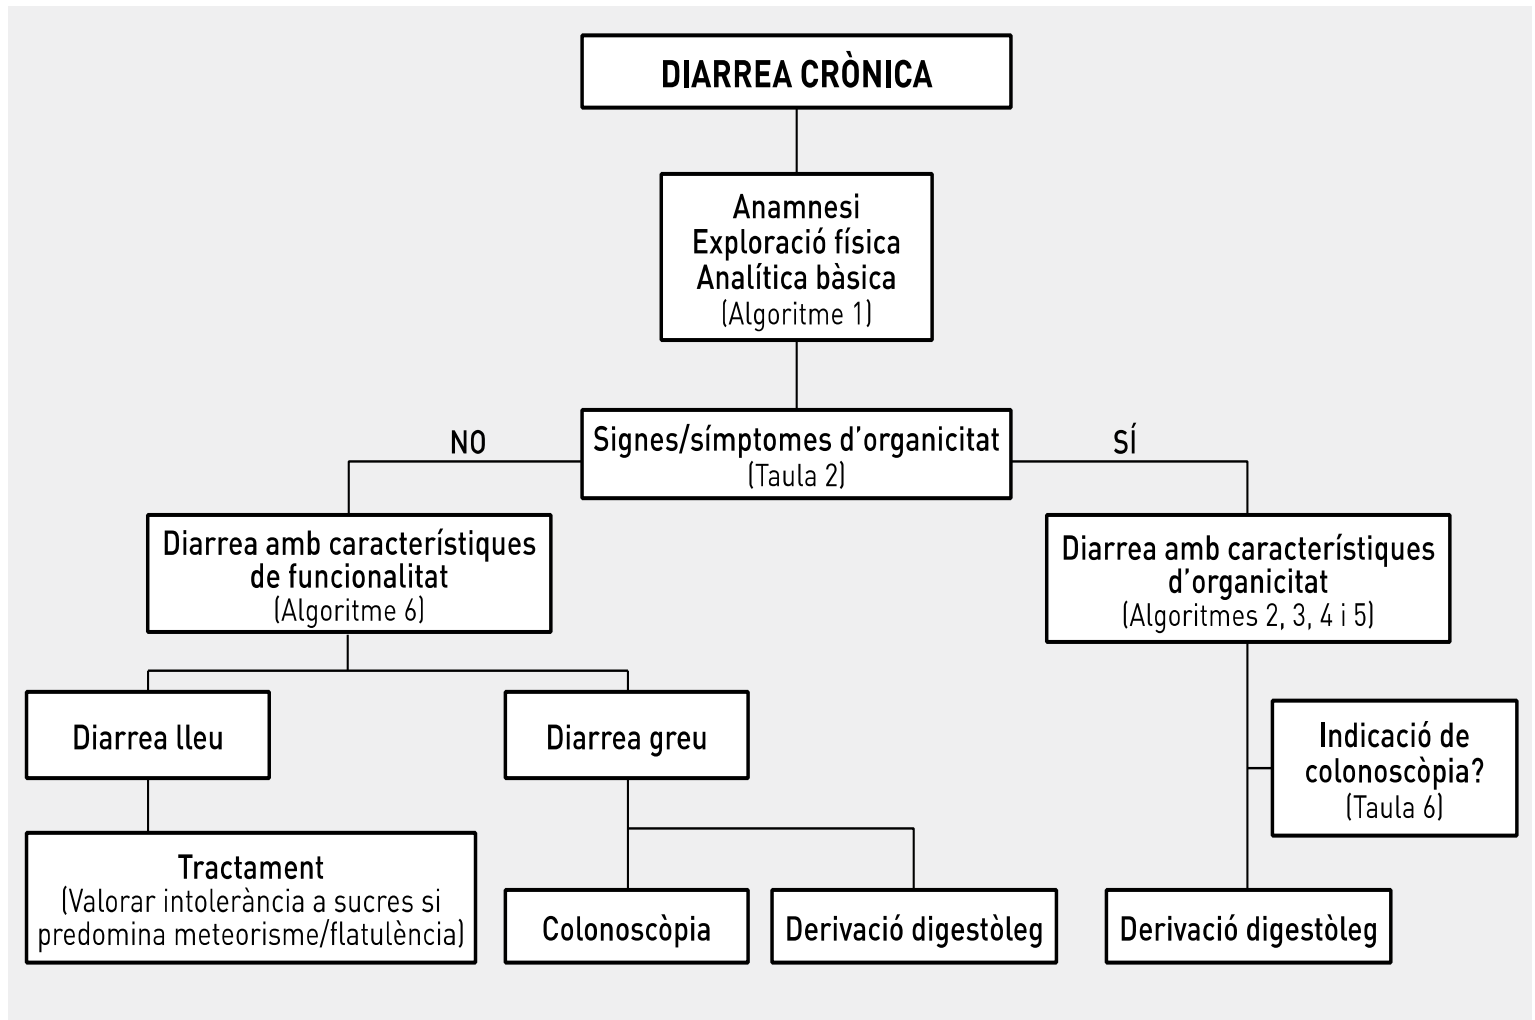 DIARREA CRÒNICA
Anamnesi
Exploració física
Analítica bàsica
(Algoritme 1)
NO
Signes/símptomes d’organicitat
(Taula 2)
SÍ
Diarrea amb característiques
de funcionalitat
(Algoritme 6)
Diarrea amb característiques
d’organicitat
(Algoritmes 2, 3, 4 i 5)
Diarrea lleu
Diarrea greu
Indicació de
colonoscòpia?
(Taula 6)
Tractament
(Valorar intolerància a sucres si
predomina meteorisme/flatulència)
Colonoscòpia
Derivació digestòleg
Derivació digestòleg